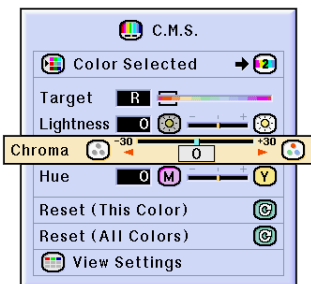 C.M.S.
Color Selected 2
Target R
Lightness 0 - +
Chroma -30 0 +30
Hue 0 M - + Y
Reset (This Color)
Reset (All Colors)
View Settings